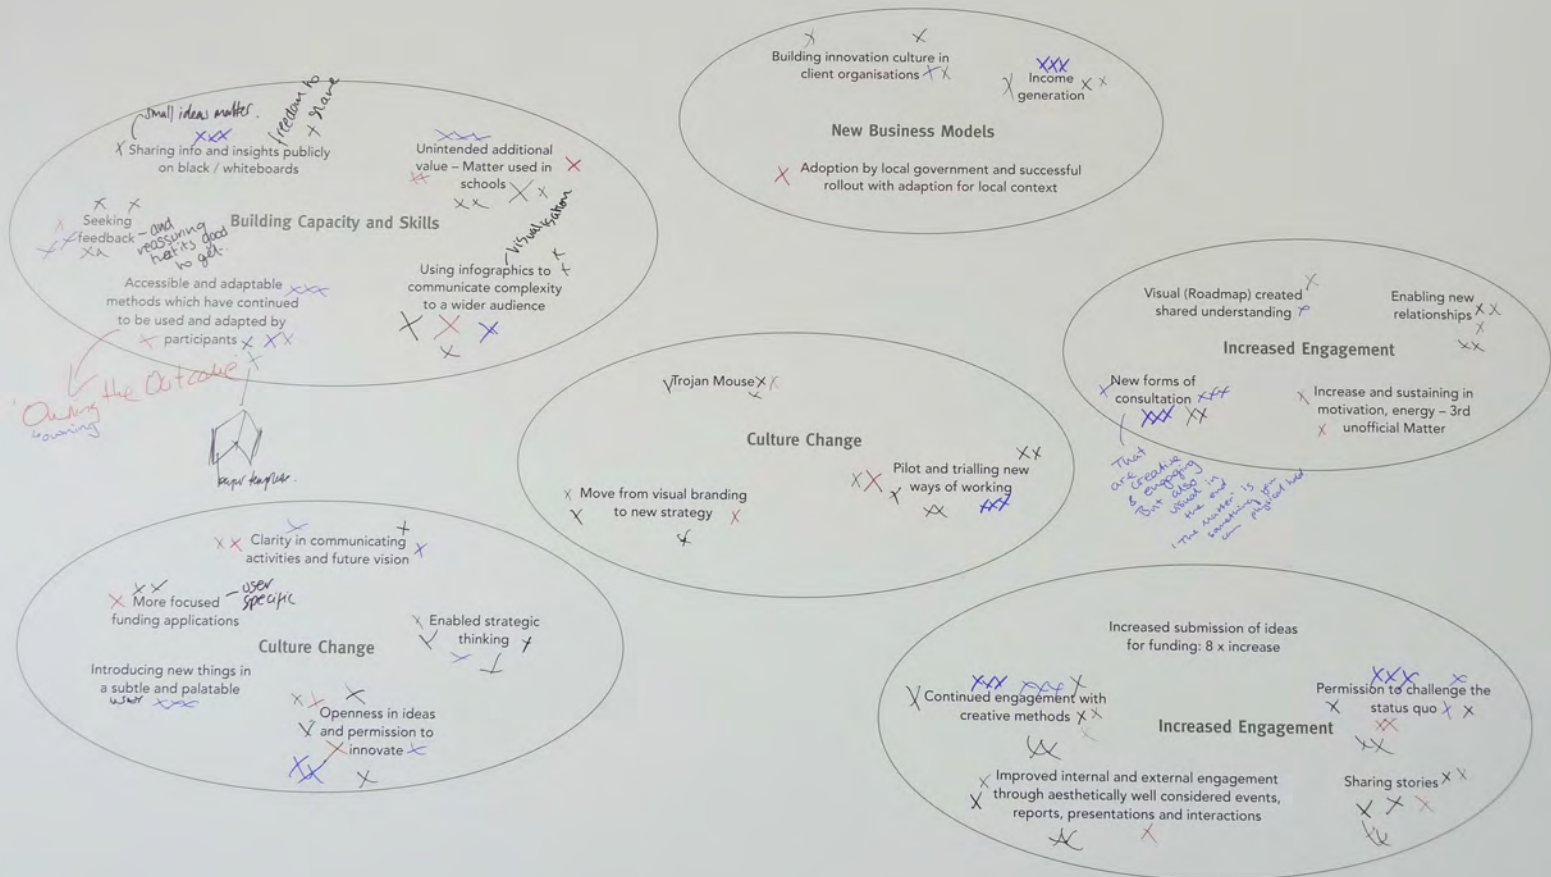 small ideas matter.
freedom to
share
Sharing info and insights publicly
on black / whiteboards
Unintended additional
value – Matter used in
schools
Seeking
feedback
- and
reassuring
that its good
to get..
Building Capacity and Skills
visualisation
Using infographics to
communicate complexity
to a wider audience
Accessible and adaptable
methods which have continued
to be used and adapted by
participants
'Owning the Outcome'
owning
Building innovation culture in
client organisations
Income
generation
New Business Models
Adoption by local government and successful
rollout with adaption for local context
Visual (Roadmap) created
shared understanding
Enabling new
relationships
Increased Engagement
New forms of
consultation
Increase and sustaining in
motivation, energy – 3rd
unofficial Matter
That
are creative
& engaging
But also
visual in
the end
'The matter' is
something you
can physical hold
Trojan Mouse
Culture Change
Pilot and trialling new
ways of working
Move from visual branding
to new strategy
Clarity in communicating
activities and future vision
More focused
funding applications
- user
specific
Enabled strategic
thinking
Culture Change
Introducing new things in
a subtle and palatable
Openness in ideas
and permission to
innovate
Increased submission of ideas
for funding: 8 x increase
Continued engagement with
creative methods
Permission to challenge the
status quo
Increased Engagement
Improved internal and external engagement
through aesthetically well considered events,
reports, presentations and interactions
Sharing stories